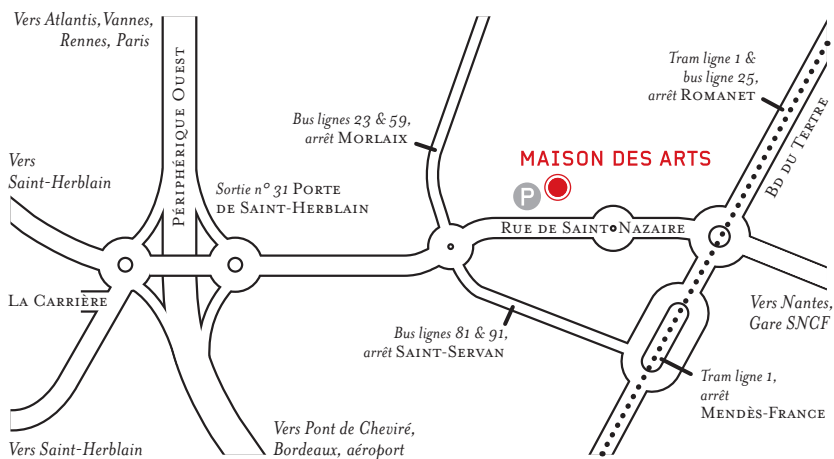 Vers Atlantis, Vannes,
Rennes, Paris
PÉRIPHÉRIQUE OUEST
Tram ligne 1 &
bus ligne 25,
arrêt ROMANET
BD DU TERTRE
Bus lignes 23 & 59,
arrêt MORLAIX
Vers
Saint-Herblain
Sortie n° 31 PORTE
DE SAINT-HERBLAIN
MAISON DES ARTS
P
RUE DE SAINT-NAZAIRE
LA CARRIÈRE
Vers Nantes,
Gare SNCF
Bus lignes 81 & 91,
arrêt SAINT-SERVAN
Tram ligne 1,
arrêt
MENDÈS-FRANCE
Vers Saint-Herblain
Vers Pont de Cheviré,
Bordeaux, aéroport